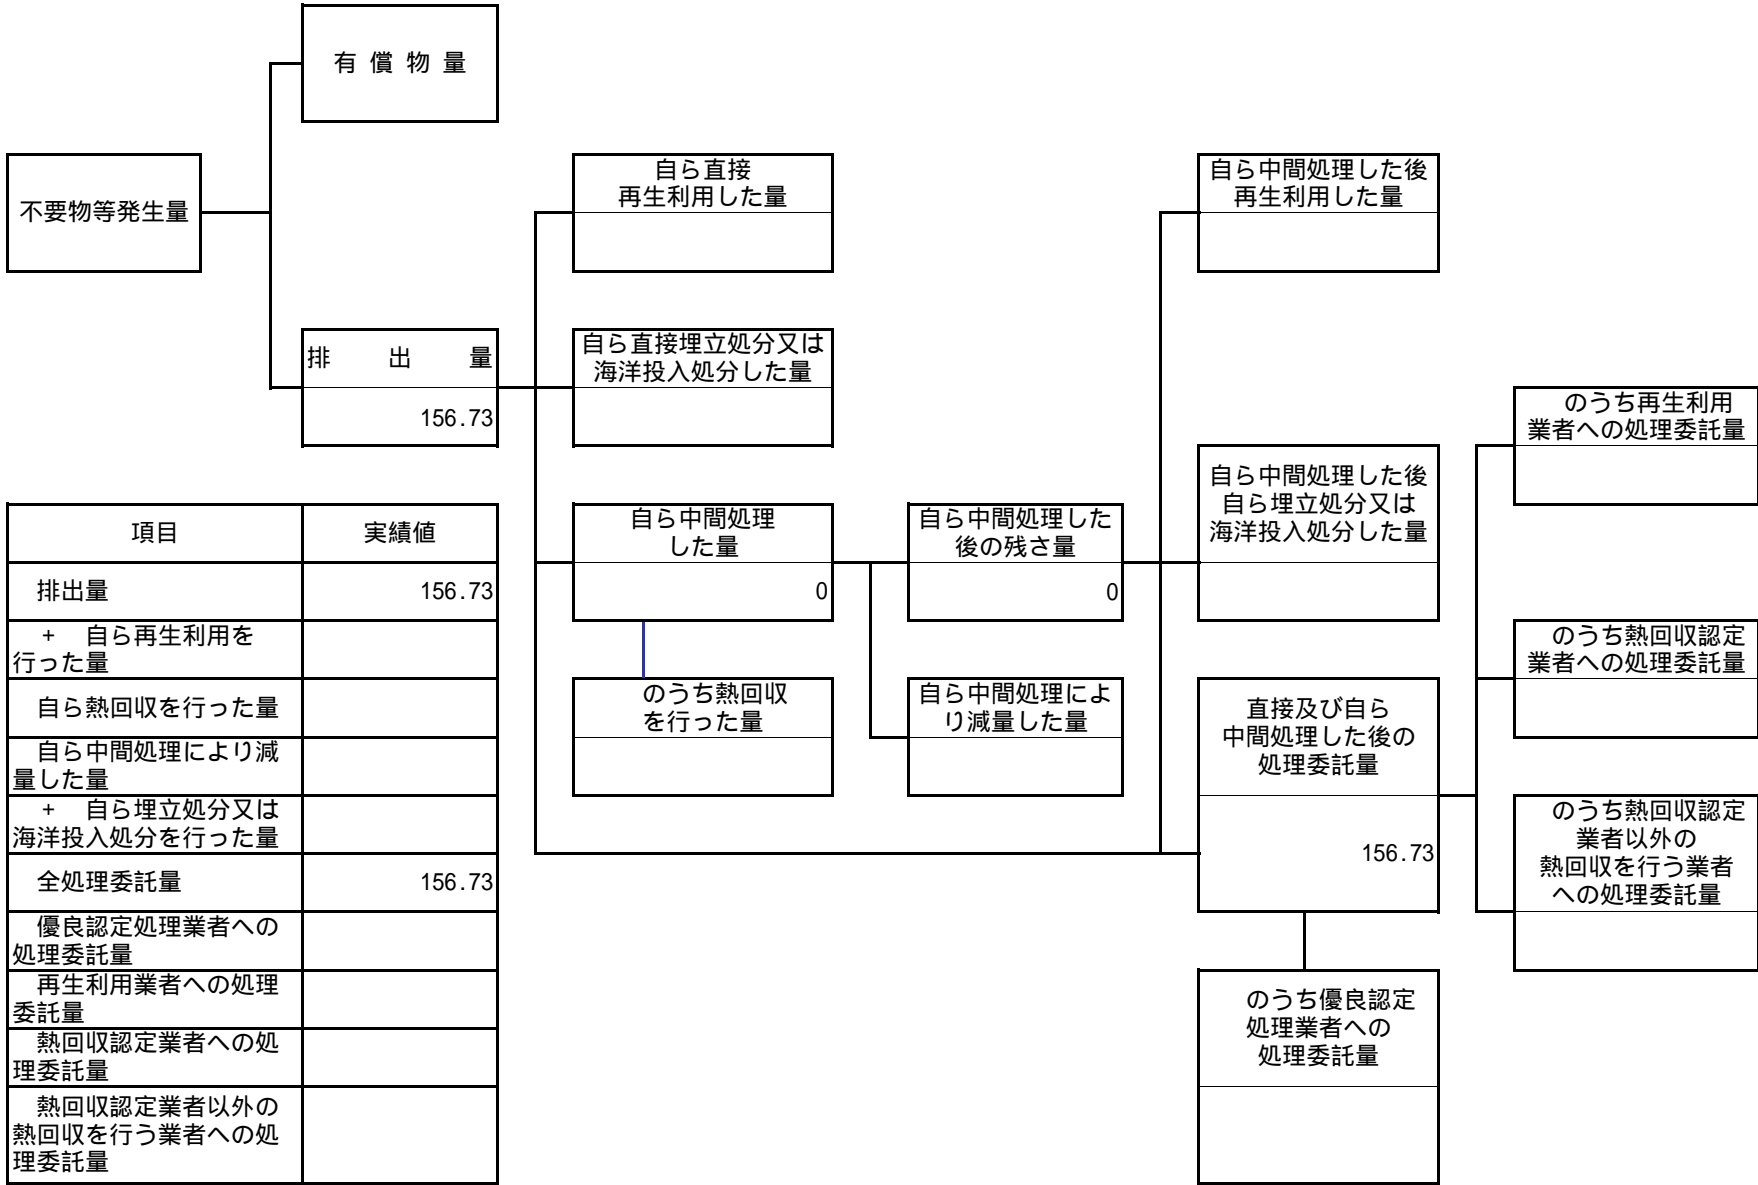 有償物量
不要物等発生量
排出量
156.73
自ら直接
再生利用した量
自ら直接埋立処分又は
海洋投入処分した量
自ら中間処理
した量
0
のうち熱回収
を行った量
自ら中間処理した
後の残さ量
0
自ら中間処理によ
り減量した量
自ら中間処理した後
再生利用した量
自ら中間処理した後
自ら埋立処分又は
海洋投入処分した量
直接及び自ら
中間処理した後の
処理委託量
156.73
のうち優良認定
処理業者への
処理委託量
のうち再生利用
業者への処理委託量
のうち熱回収認定
業者への処理委託量
のうち熱回収認定
業者以外の
熱回収を行う業者
への処理委託量
項目 実績値
排出量 156.73
+ 自ら再生利用を
行った量
自ら熱回収を行った量
自ら中間処理により減
量した量
+ 自ら埋立処分又は
海洋投入処分を行った量
全処理委託量 156.73
優良認定処理業者への
処理委託量
再生利用業者への処理
委託量
熱回収認定業者への処
理委託量
熱回収認定業者以外の
熱回収を行う業者への処
理委託量